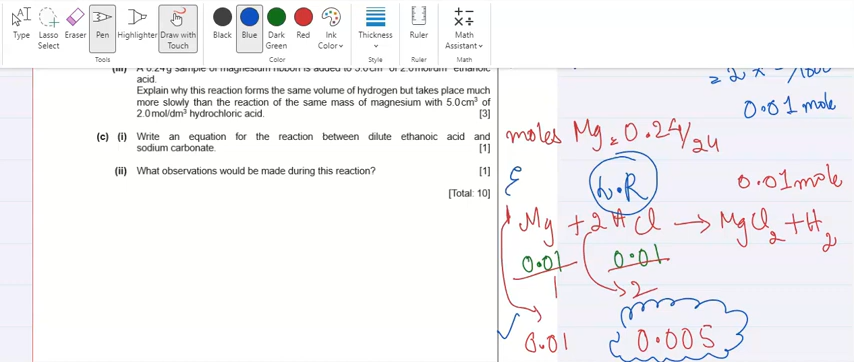 Type
Lasso Select
Eraser
Pen
Highlighter
Draw with Touch
Tools
Black
Blue
Dark Green
Red
Ink Color
Color
Thickness
Thickness
Ruler
Ruler
Math Assistant
Math
acid.
Explain why this reaction forms the same volume of hydrogen but takes place much
more slowly than the reaction of the same mass of magnesium with 5.0 cm³ of
2.0 mol/dm³ hydrochloric acid. [3]
(c) (i) Write an equation for the reaction between dilute ethanoic acid and
sodium carbonate. [1]
(ii) What observations would be made during this reaction? [1]
[Total: 10]
0.01 mole
moles Mg = 0.24/24
L.R
0.01 mole
Mg + 2HCl → MgCl₂ + H₂
0.01 0.01
1 2
0.01 0.005